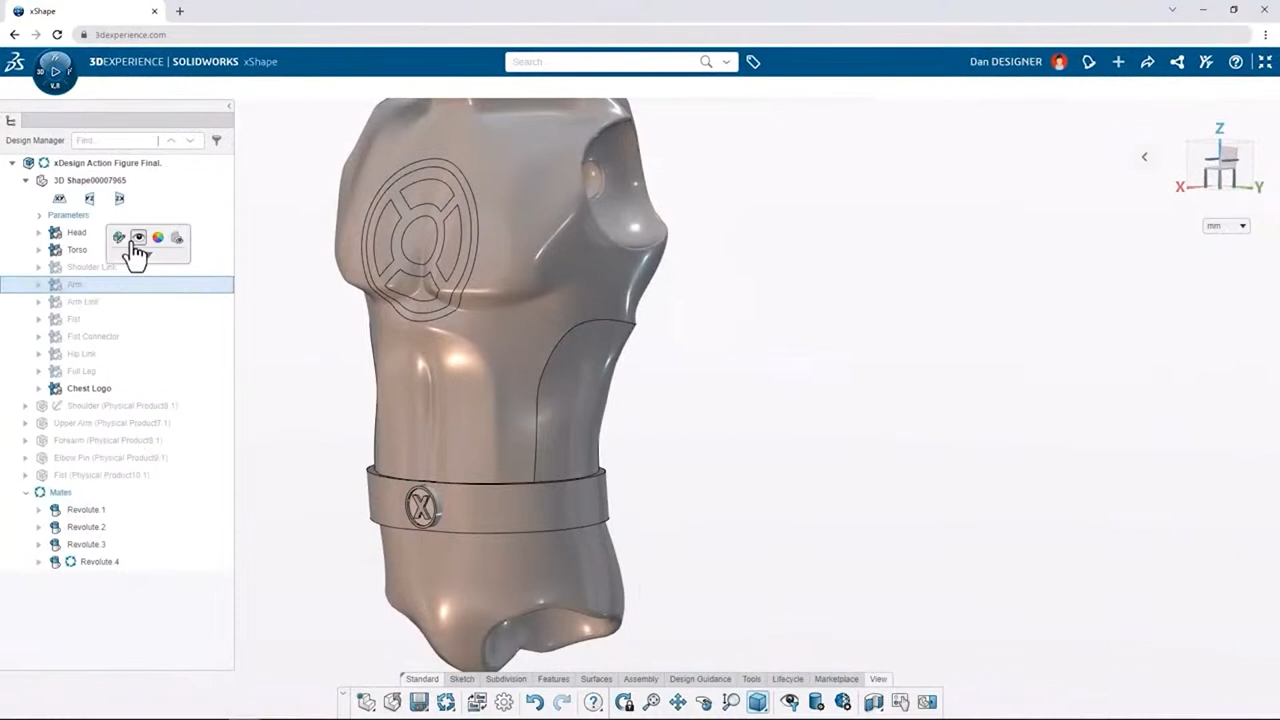 xShape
3dexperience.com
3DEXPERIENCE | SOLIDWORKS xShape
Search
Dan DESIGNER
3D
V.R
Design Manager
Find...
xDesign Action Figure Final.
3D Shape00007965
Parameters
Head
Torso
Shoulder Link
Arm
Arm Link
Fist
Fist Connector
Hip Link
Full Leg
Chest Logo
Shoulder (Physical Product6.1)
Upper Arm (Physical Product7.1)
Forearm (Physical Product8.1)
Elbow Pin (Physical Product9.1)
Fist (Physical Product10.1)
Mates
Revolute 1
Revolute 2
Revolute 3
Revolute 4
X
Z
X
Y
mm
Standard Sketch Subdivision Features Surfaces Assembly Design Guidance Tools Lifecycle Marketplace View